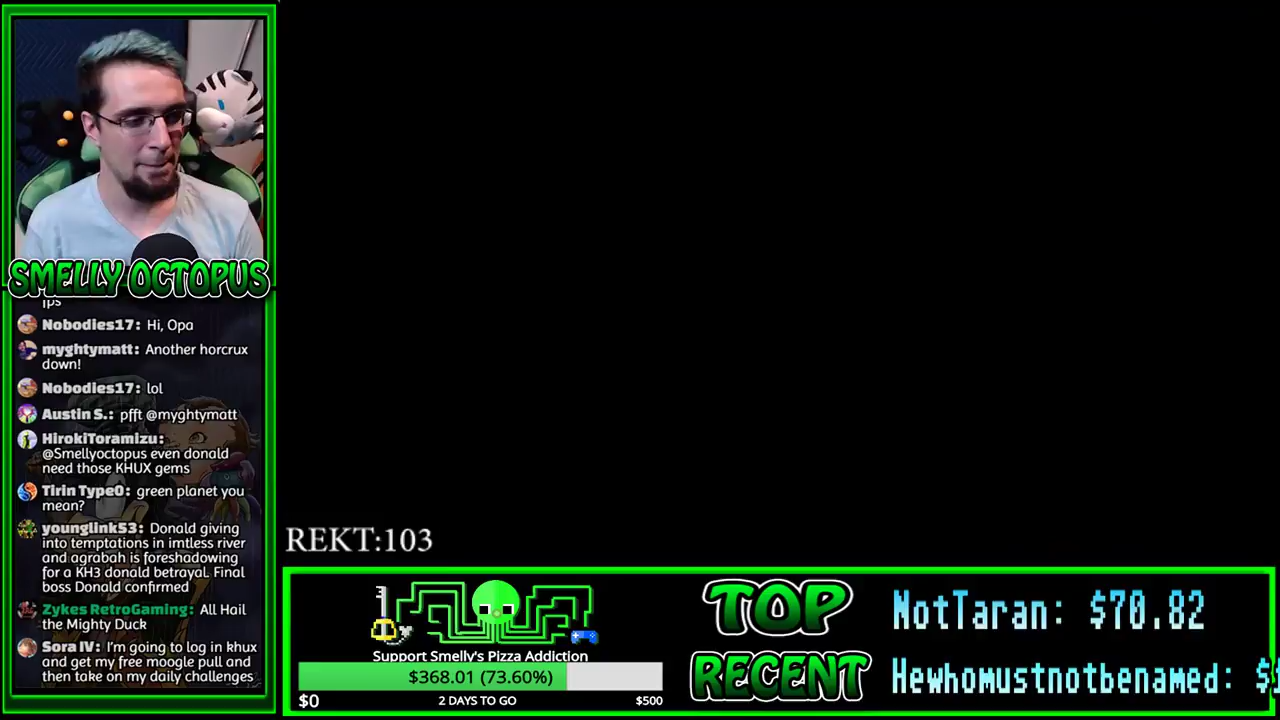 SMELLY OCTOPUS
fps
Nobodies17: Hi, Opa
myghtymatt: Another horcrux
down!
Nobodies17: lol
Austin S.: pfft @myghtymatt
HirokiToramizu:
@Smellyoctopus even donald
need those KHUX gems
Tirin Type0: green planet you
mean?
younglink53: Donald giving
into temptations in imtless river
and agrabah is foreshadowing
for a KH3 donald betrayal. Final
boss Donald confirmed
Zykes RetroGaming: All Hail
the Mighty Duck
Sora IV: I'm going to log in khux
and get my free moogle pull and
then take on my daily challenges
REKT:103
Support Smelly's Pizza Addiction
$368.01 (73.60%)
$0 2 DAYS TO GO $500
TOP NotTaran: $70.82
RECENT Hewhomustnotbenamed: